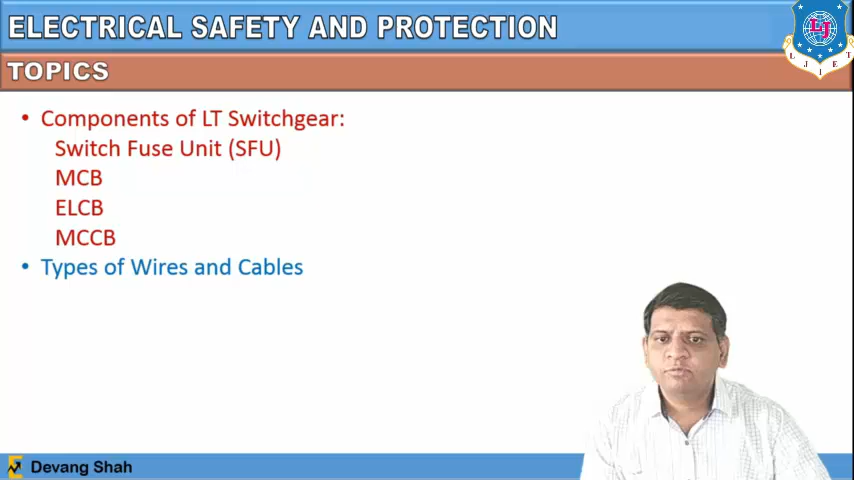 ELECTRICAL SAFETY AND PROTECTION
TOPICS
LJ
L J I E T
• Components of LT Switchgear:
Switch Fuse Unit (SFU)
MCB
ELCB
MCCB
• Types of Wires and Cables
Devang Shah